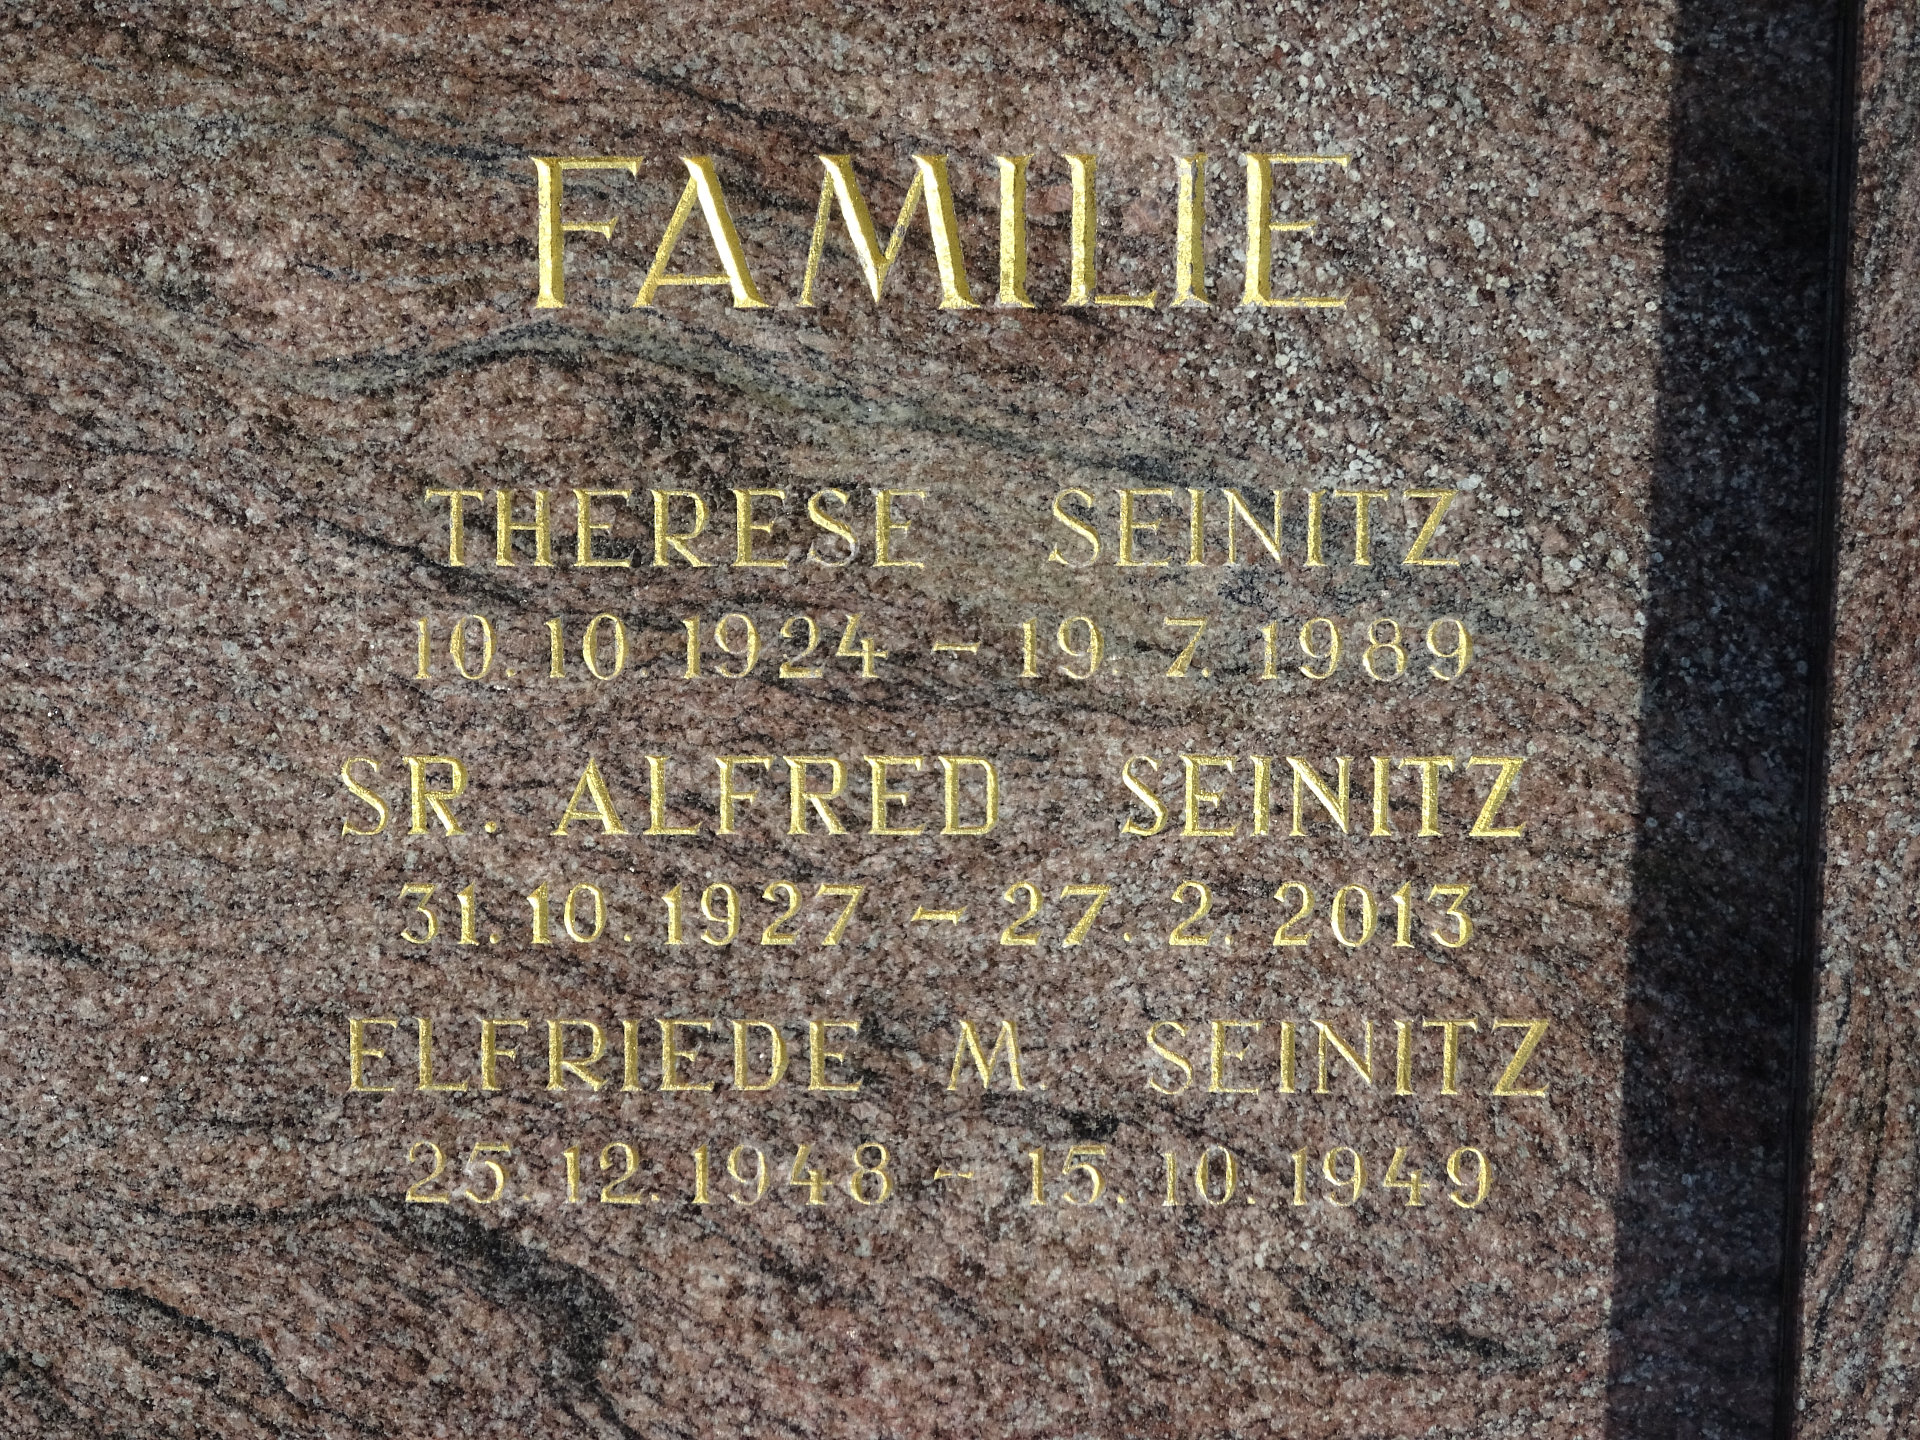 FAMILIE
THERESE SEINITZ
10.10.1924 – 19.7.1989
SR. ALFRED SEINITZ
31.10.1927 – 27.2.2013
ELFRIEDE M. SEINITZ
25.12.1948 – 15.10.1949